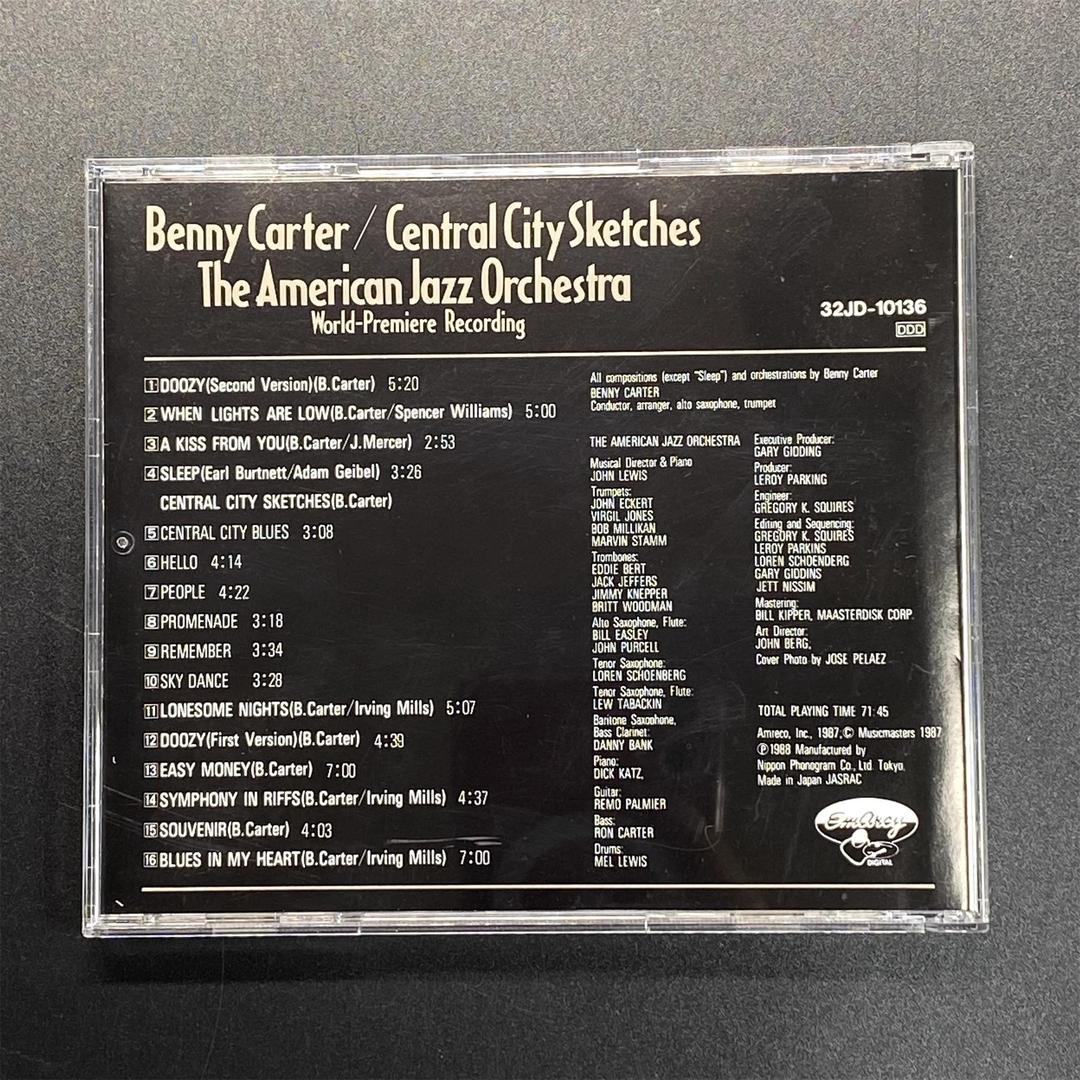 Benny Carter / Central City Sketches
The American Jazz Orchestra
World-Premiere Recording
32JD-10136
DDD
1 DOOZY(Second Version)(B.Carter) 5:20
2 WHEN LIGHTS ARE LOW(B.Carter/Spencer Williams) 5:00
3 A KISS FROM YOU(B.Carter/J.Mercer) 2:53
4 SLEEP(Earl Burtnett/Adam Geibel) 3:26
CENTRAL CITY SKETCHES(B.Carter)
5 CENTRAL CITY BLUES 3:08
6 HELLO 4:14
7 PEOPLE 4:22
8 PROMENADE 3:18
9 REMEMBER 3:34
10 SKY DANCE 3:28
11 LONESOME NIGHTS(B.Carter/Irving Mills) 5:07
12 DOOZY(First Version)(B.Carter) 4:39
13 EASY MONEY(B.Carter) 7:00
14 SYMPHONY IN RIFFS(B.Carter/Irving Mills) 4:37
15 SOUVENIR(B.Carter) 4:03
16 BLUES IN MY HEART(B.Carter/Irving Mills) 7:00
All compositions (except "Sleep") and orchestrations by Benny Carter
BENNY CARTER
Conductor, arranger, alto saxophone, trumpet
THE AMERICAN JAZZ ORCHESTRA
Musical Director & Piano
JOHN LEWIS
Trumpets:
JOHN ECKERT
VIRGIL JONES
BOB MILLIKAN
MARVIN STAMM
Trombones:
EDDIE BERT
JACK JEFFERS
JIMMY KNEPPER
BRITT WOODMAN
Alto Saxophone, Flute:
BILL EASLEY
JOHN PURCELL
Tenor Saxophone:
LOREN SCHOENBERG
Tenor Saxophone, Flute:
LEW TABACKIN
Baritone Saxophone,
Bass Clarinet:
DANNY BANK
Piano:
DICK KATZ,
Guitar:
REMO PALMIER
Bass:
RON CARTER
Drums:
MEL LEWIS
Executive Producer:
GARY GIDDING
Producer:
LEROY PARKING
Engineer:
GREGORY K. SQUIRES
Editing and Sequencing:
GREGORY K. SQUIRES
LEROY PARKINS
LOREN SCHOENDERG
GARY GIDDINS
JETT NISSIM
Mastering:
BILL KIPPER, MAASTERDISK CORP.
Art Director:
JOHN BERG,
Cover Photo by JOSE PELAEZ
TOTAL PLAYING TIME 71:45
Amreco, Inc., 1987,© Musicmasters 1987
℗1988 Manufactured by
Nippon Phonogram Co., Ltd. Tokyo.
Made in Japan JASRAC
EmArcy
DIGITAL